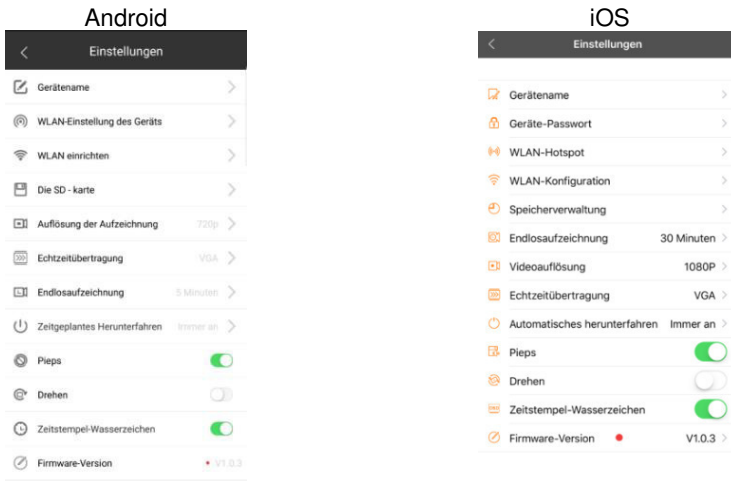 Android
Einstellungen
Gerätename
WLAN-Einstellung des Geräts
WLAN einrichten
Die SD - karte
Auflösung der Aufzeichnung 720p
Echtzeitübertragung VGA
Endlosaufzeichnung 5 Minuten
Zeitgeplantes Herunterfahren Immer an
Pieps
Drehen
Zeitstempel-Wasserzeichen
Firmware-Version V1.0.3
iOS
Einstellungen
Gerätename
Geräte-Passwort
WLAN-Hotspot
WLAN-Konfiguration
Speicherverwaltung
Endlosaufzeichnung 30 Minuten
Videoauflösung 1080P
Echtzeitübertragung VGA
Automatisches herunterfahren Immer an
Pieps
Drehen
Zeitstempel-Wasserzeichen
Firmware-Version V1.0.3